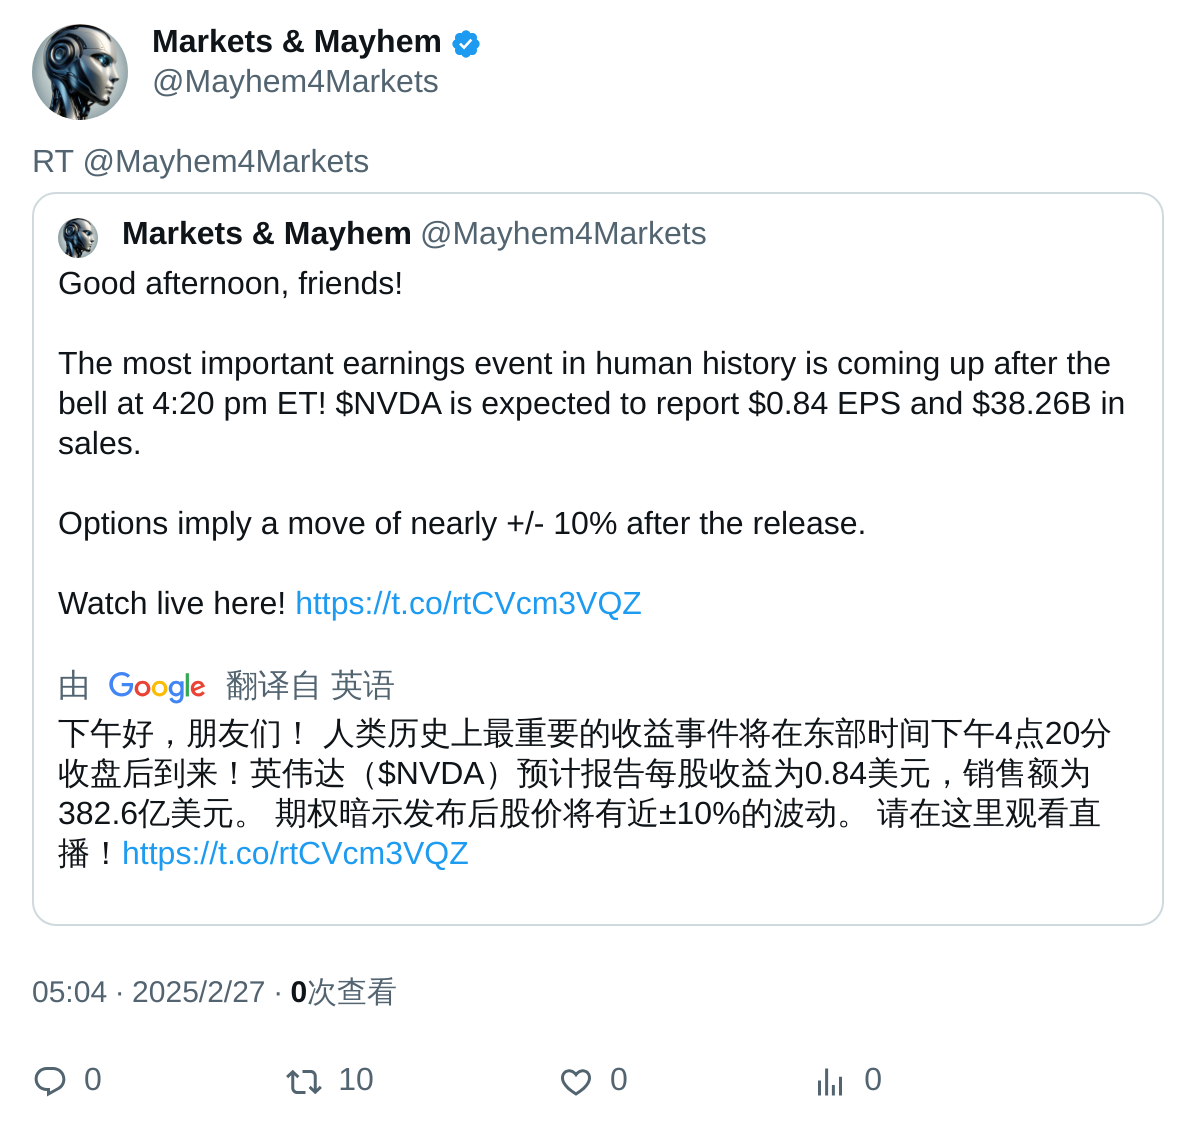 Markets & Mayhem
@Mayhem4Markets
RT @Mayhem4Markets
Markets & Mayhem @Mayhem4Markets
Good afternoon, friends!
The most important earnings event in human history is coming up after the
bell at 4:20 pm ET! $NVDA is expected to report $0.84 EPS and $38.26B in
sales.
Options imply a move of nearly +/- 10% after the release.
Watch live here! https://t.co/rtCVcm3VQZ
由 Google 翻译自 英语
下午好，朋友们！ 人类历史上最重要的收益事件将在东部时间下午4点20分
收盘后到来！英伟达（$NVDA）预计报告每股收益为0.84美元，销售额为
382.6亿美元。 期权暗示发布后股价将有近±10%的波动。 请在这里观看直
播！https://t.co/rtCVcm3VQZ
05:04 · 2025/2/27 · 0次查看
0 10 0 0